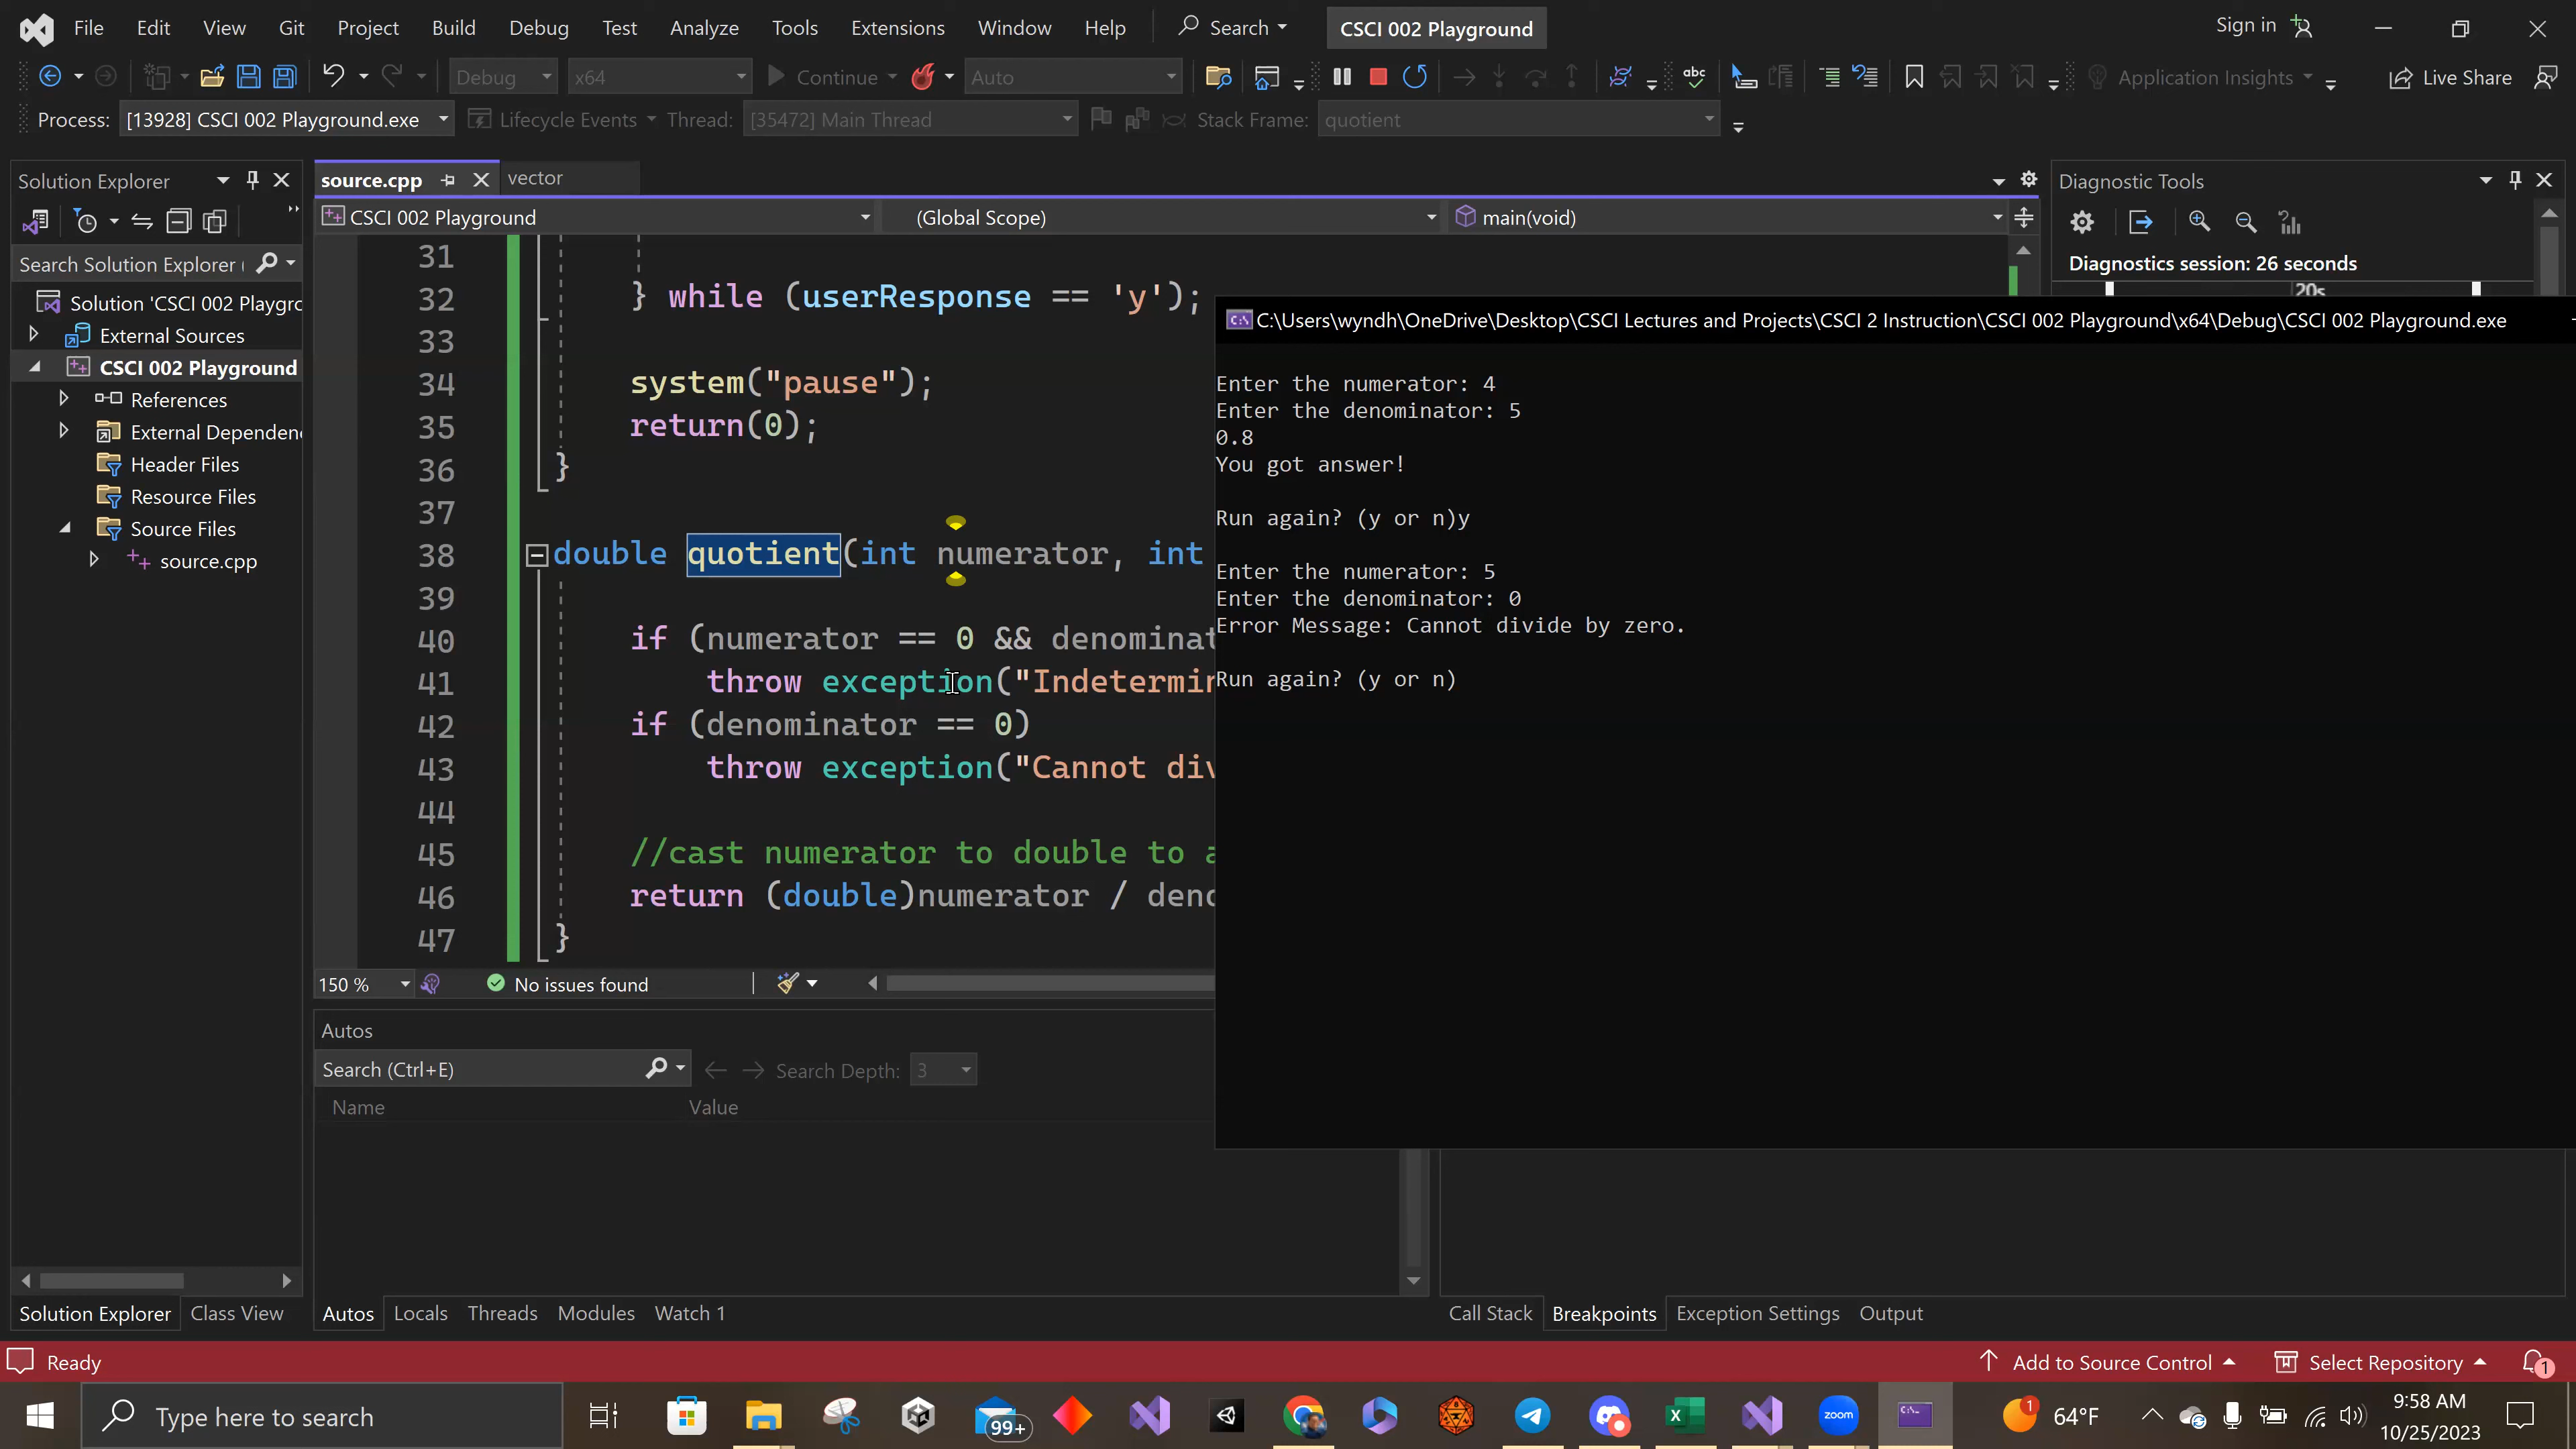 File Edit View Git Project Build Debug Test Analyze Tools Extensions Window Help Search CSCI 002 Playground Sign in
Debug x64 Continue Auto Application Insights Live Share
Process: [13928] CSCI 002 Playground.exe Lifecycle Events Thread: [35472] Main Thread Stack Frame: quotient
Solution Explorer
Search Solution Explorer (
Solution 'CSCI 002 Playgro
External Sources
CSCI 002 Playground
References
External Dependen
Header Files
Resource Files
Source Files
source.cpp
Solution Explorer Class View
source.cpp vector
CSCI 002 Playground (Global Scope) main(void)
31
32 } while (userResponse == 'y');
33
34 system("pause");
35 return(0);
36 }
37
38 double quotient(int numerator, int
39
40 if (numerator == 0 && denominat
41 throw exception("Indetermin
42 if (denominator == 0)
43 throw exception("Cannot div
44
45 //cast numerator to double to a
46 return (double)numerator / deno
47 }
150 % No issues found
Autos
Search (Ctrl+E) Search Depth: 3
Name Value
Autos Locals Threads Modules Watch 1
Diagnostic Tools
Diagnostics session: 26 seconds
20s
C:\Users\wyndh\OneDrive\Desktop\CSCI Lectures and Projects\CSCI 2 Instruction\CSCI 002 Playground\x64\Debug\CSCI 002 Playground.exe
Enter the numerator: 4
Enter the denominator: 5
0.8
You got answer!
Run again? (y or n)y
Enter the numerator: 5
Enter the denominator: 0
Error Message: Cannot divide by zero.
Run again? (y or n)
Call Stack Breakpoints Exception Settings Output
Ready Add to Source Control Select Repository 1
Type here to search 99+ zoom 1 64°F 9:58 AM
10/25/2023